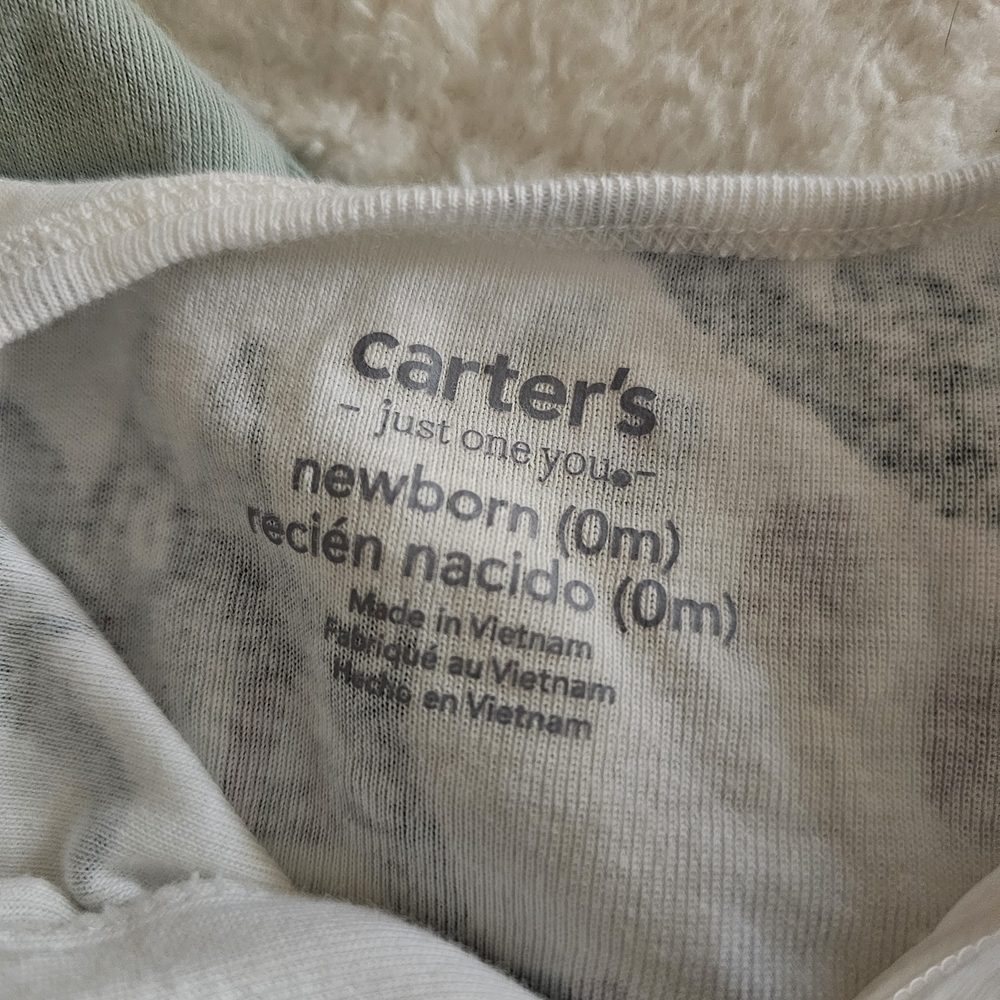 carter's
- just one you.-
newborn (0m)
recién nacido (0m)
Made in Vietnam
Fabriqué au Vietnam
Hecho en Vietnam